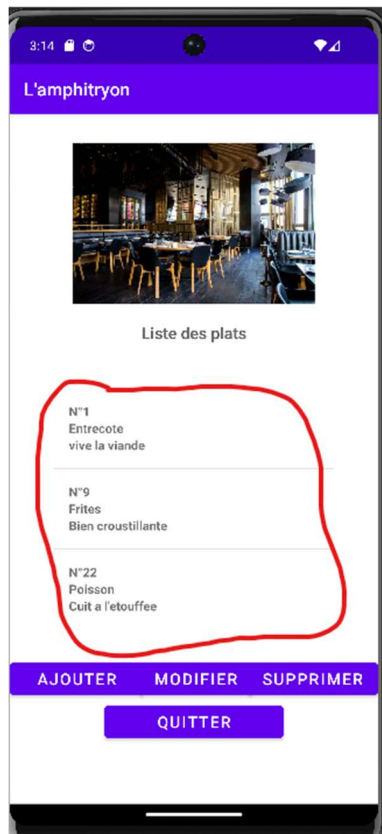 3:14
L'amphitryon
Liste des plats
N°1
Entrecote
vive la viande
N°9
Frites
Bien croustillante
N°22
Poisson
Cuit a l'etouffee
AJOUTER MODIFIER SUPPRIMER
QUITTER